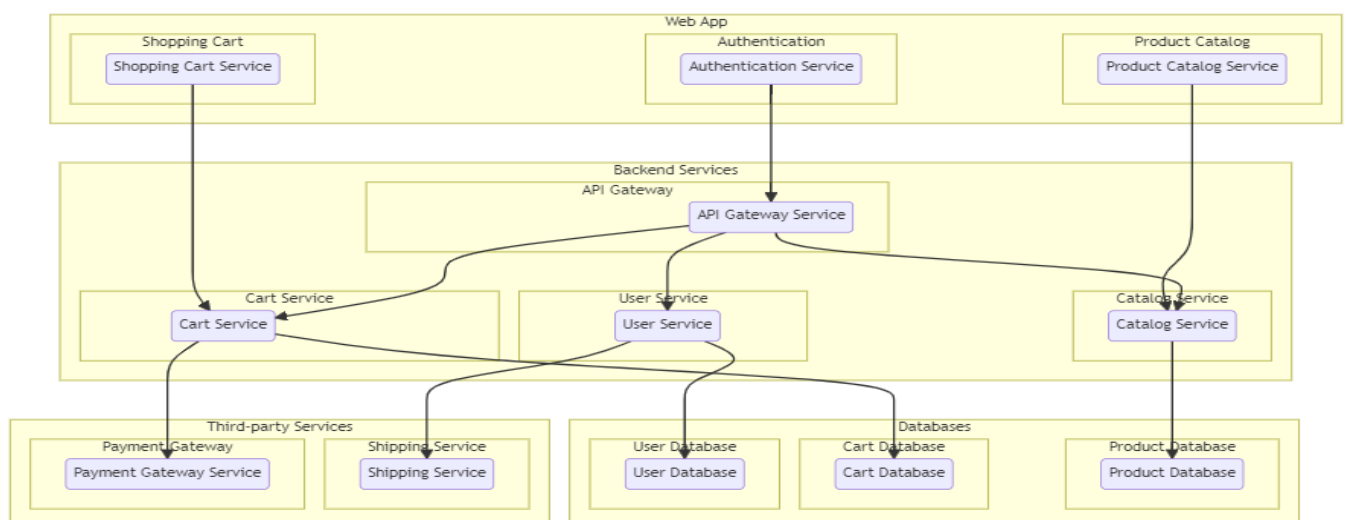 Web App
Shopping Cart
Authentication
Product Catalog
Shopping Cart Service
Authentication Service
Product Catalog Service
Backend Services
API Gateway
API Gateway Service
Cart Service
User Service
Catalog Service
Cart Service
User Service
Catalog Service
Third-party Services
Databases
Payment Gateway
Shipping Service
User Database
Cart Database
Product Database
Payment Gateway Service
Shipping Service
User Database
Cart Database
Product Database